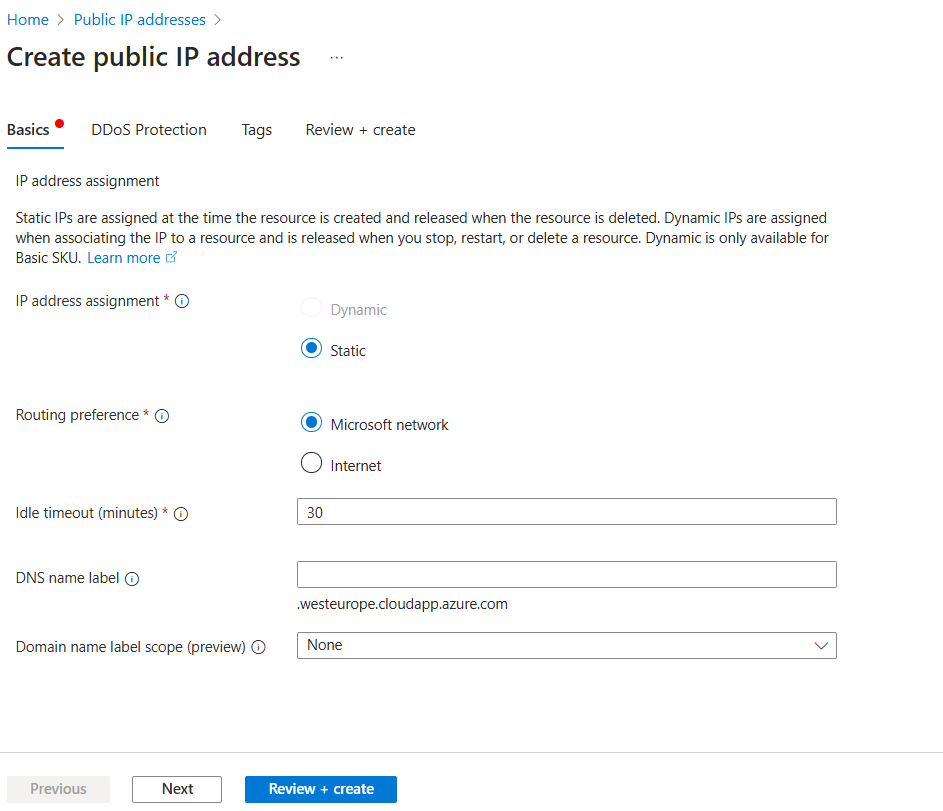 Home > Public IP addresses >
Create public IP address ...
Basics DDoS Protection Tags Review + create
IP address assignment
Static IPs are assigned at the time the resource is created and released when the resource is deleted. Dynamic IPs are assigned
when associating the IP to a resource and is released when you stop, restart, or delete a resource. Dynamic is only available for
Basic SKU. Learn more
IP address assignment *
Dynamic
Static
Routing preference *
Microsoft network
Internet
Idle timeout (minutes) *
30
DNS name label
.westeurope.cloudapp.azure.com
Domain name label scope (preview)
None
Previous Next Review + create